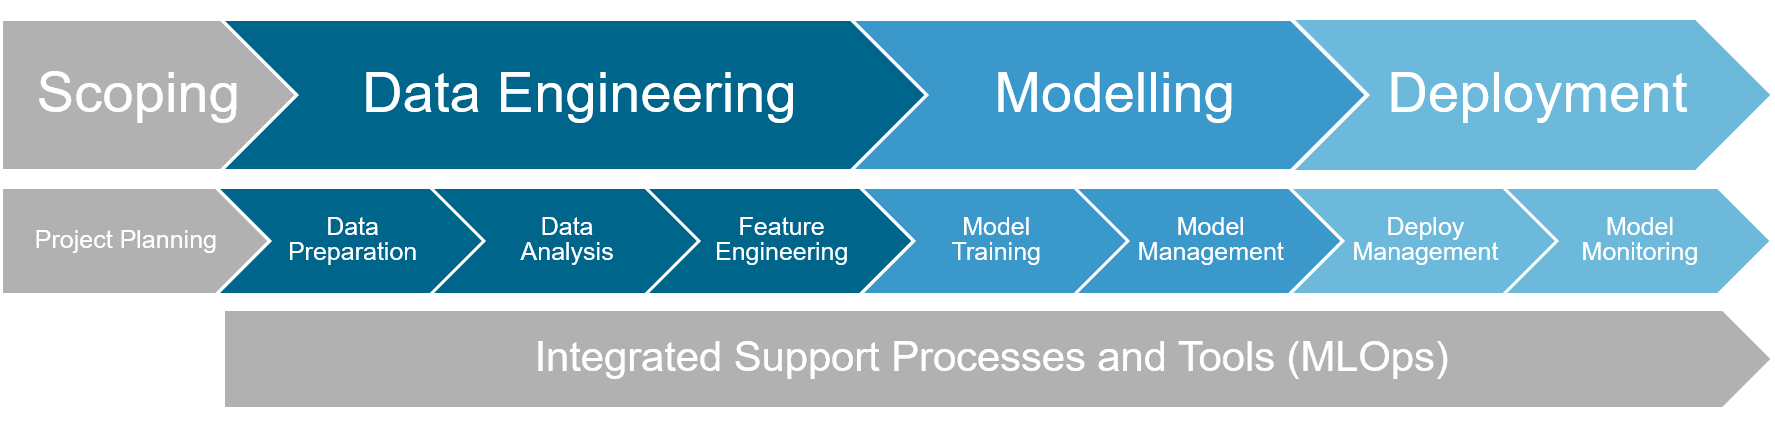 Scoping
Data Engineering
Modelling
Deployment
Project Planning
Data
Preparation
Data
Analysis
Feature
Engineering
Model
Training
Model
Management
Deploy
Management
Model
Monitoring
Integrated Support Processes and Tools (MLOps)